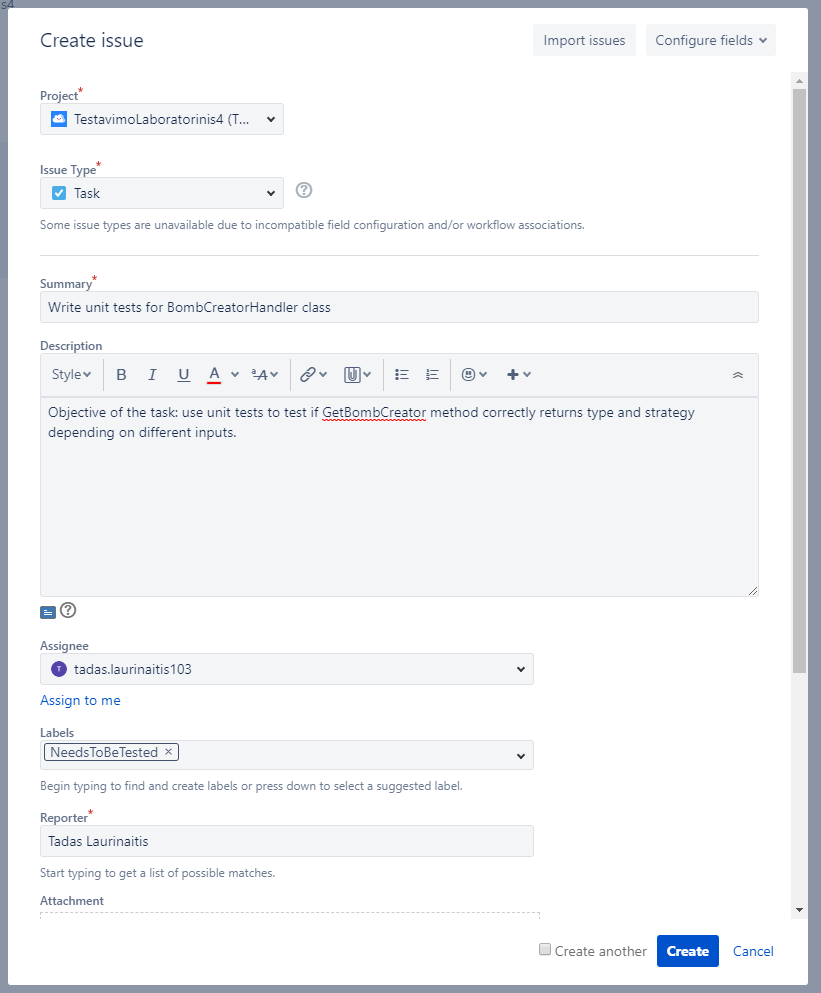 s4
Create issue
Import issues
Configure fields
Project*
TestavimoLaboratorinis4 (T...
Issue Type*
Task
Some issue types are unavailable due to incompatible field configuration and/or workflow associations.
Summary*
Write unit tests for BombCreatorHandler class
Description
Style B I U A ªA
Objective of the task: use unit tests to test if GetBombCreator method correctly returns type and strategy
depending on different inputs.
Assignee
T tadas.laurinaitis103
Assign to me
Labels
NeedsToBeTested ×
Begin typing to find and create labels or press down to select a suggested label.
Reporter*
Tadas Laurinaitis
Start typing to get a list of possible matches.
Attachment
Create another Create Cancel